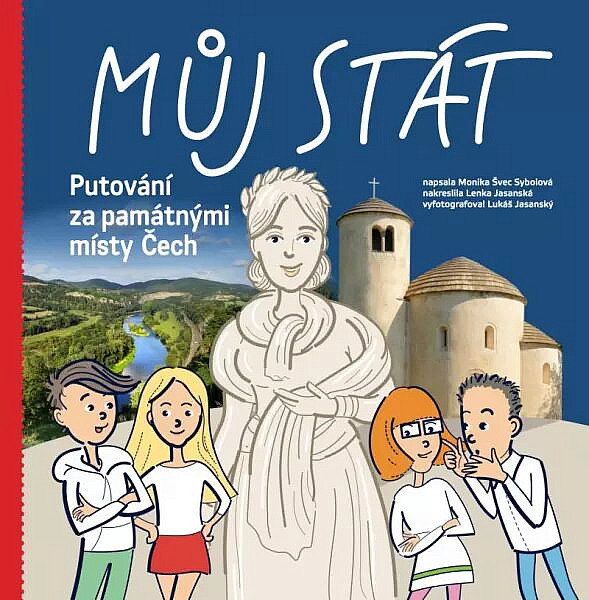 MŮJ STÁT
Putování
za památnými
místy Čech
napsala Monika Švec Sybolová
nakreslila Lenka Jasanská
vyfotografoval Lukáš Jasanský